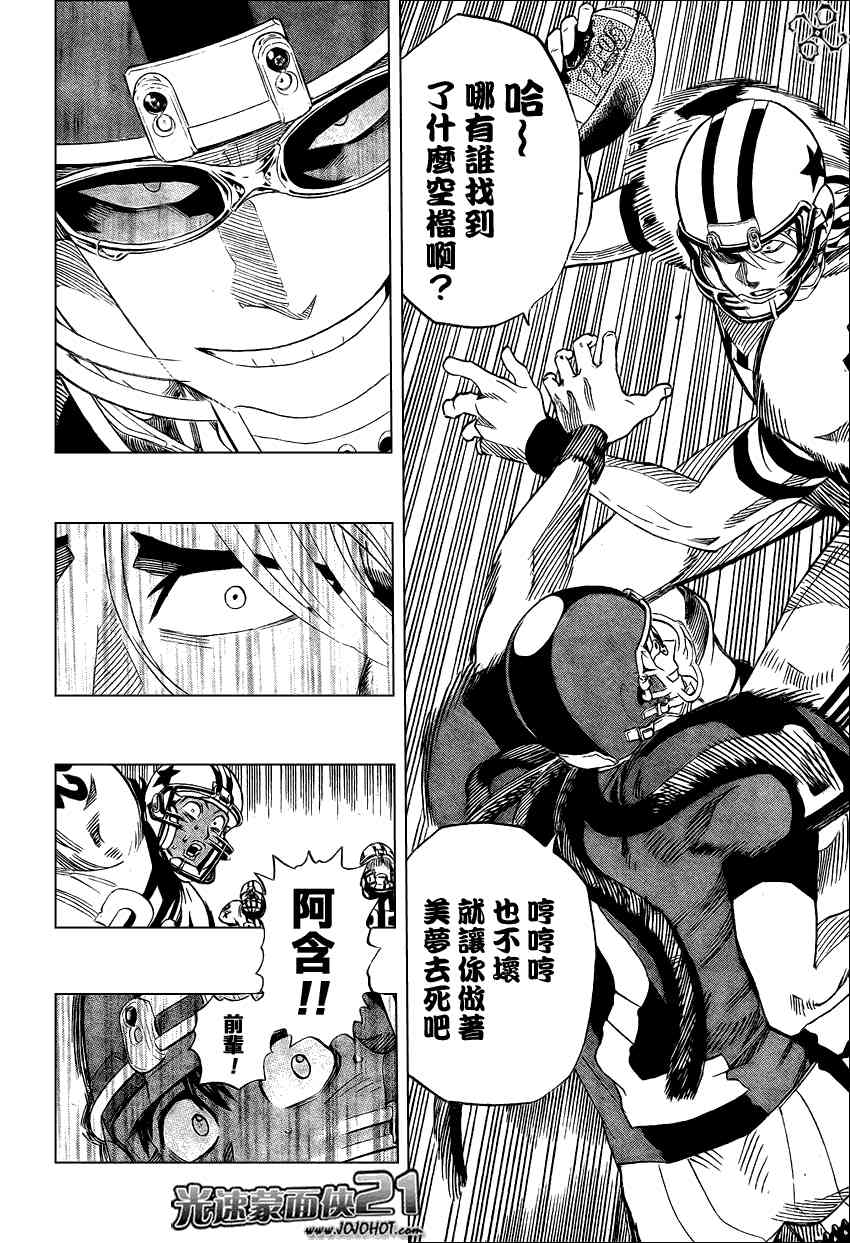 哈～
哪有誰找到
了什麼空檔啊？
哼哼哼
也不壞
就讓你做著
美夢去死吧
阿含!!
前輩！
光速蒙面俠21
www.JOJOHOT.com